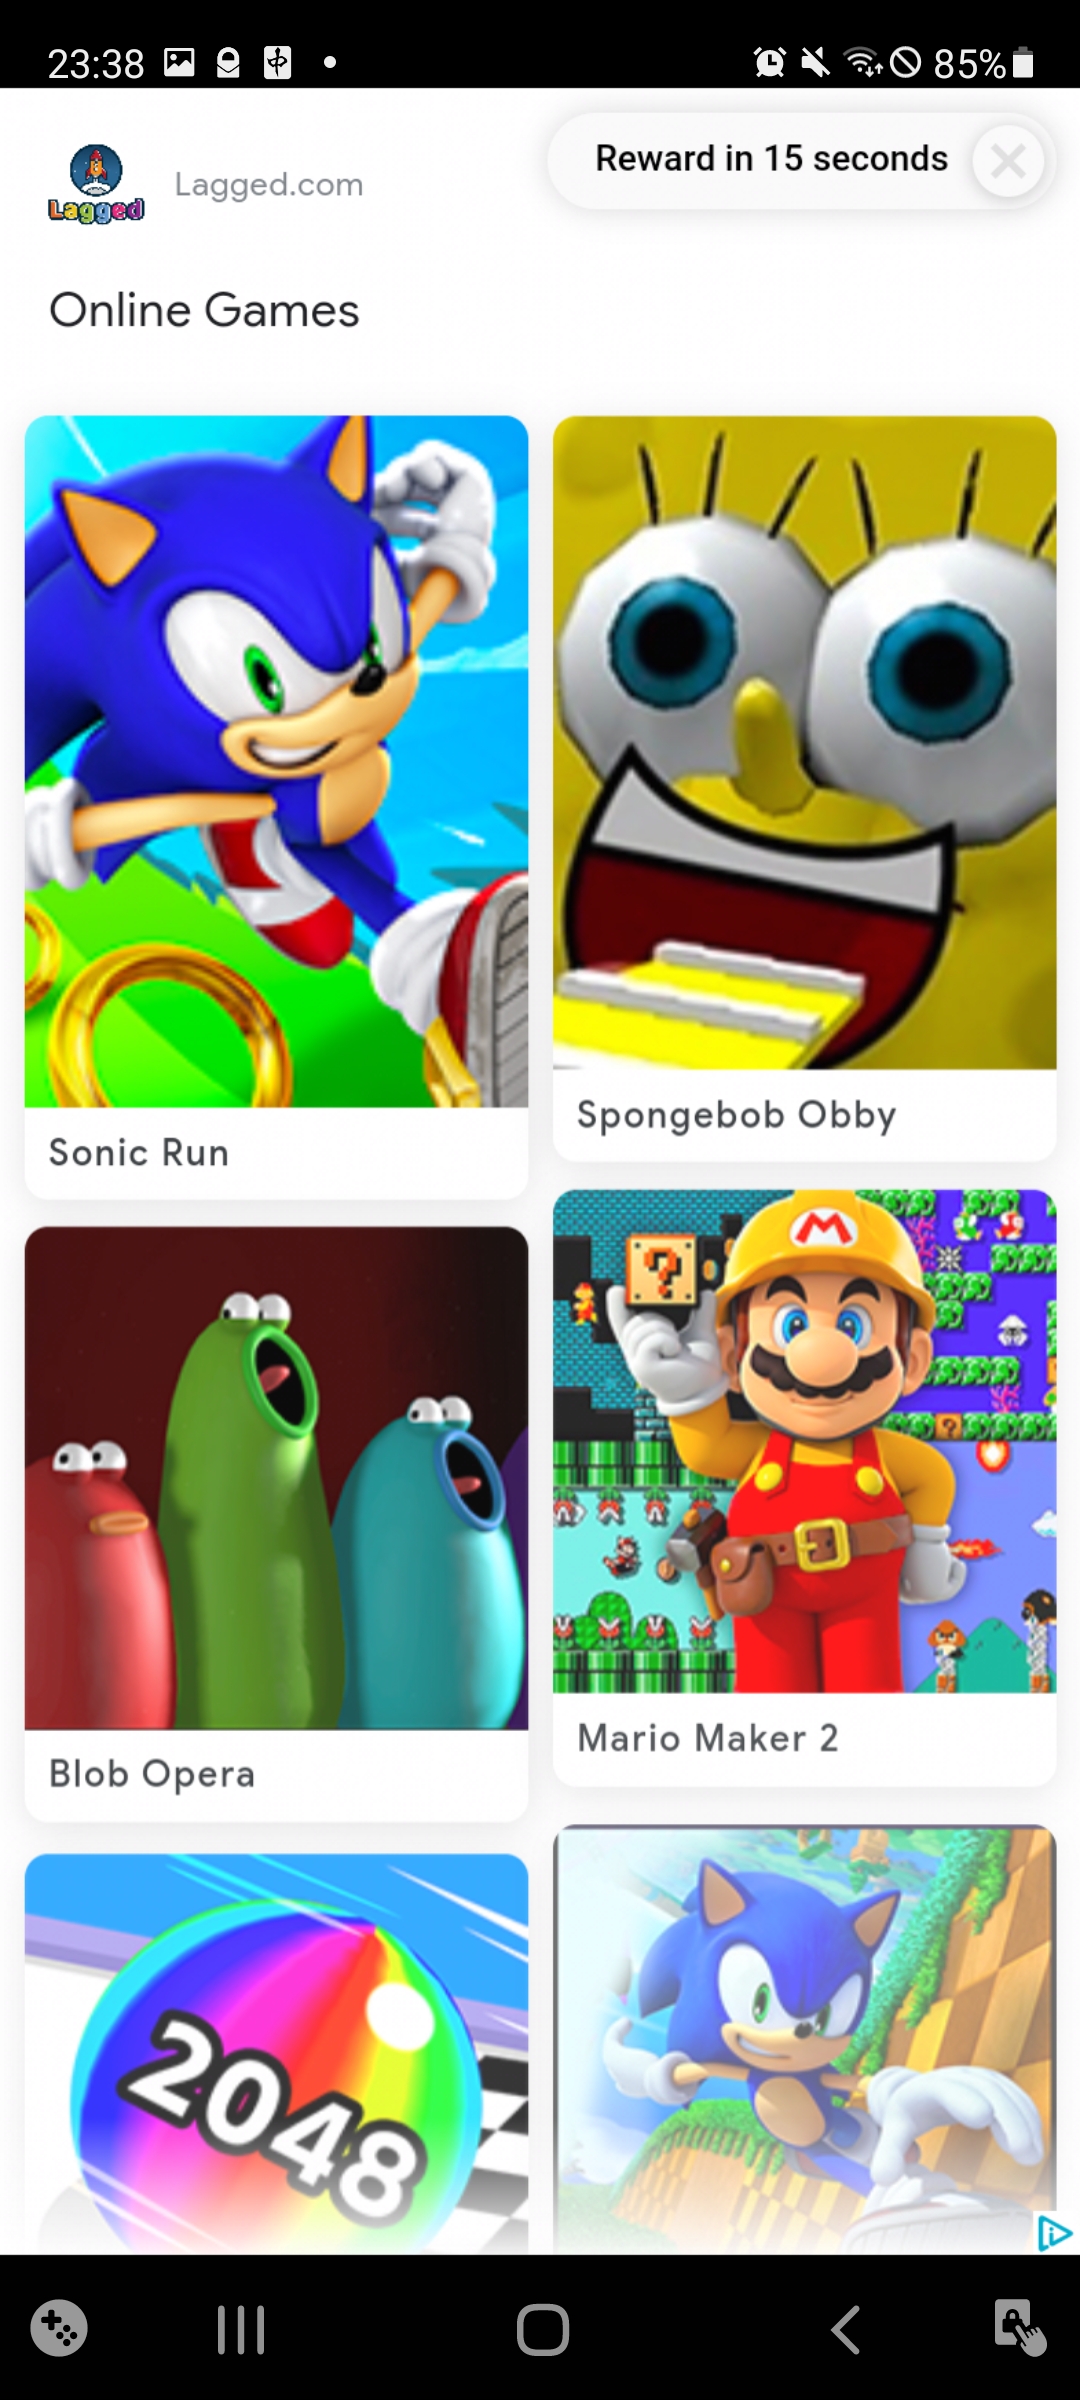 23:38
85%
Lagged
Lagged.com
Reward in 15 seconds
Online Games
Sonic Run
Spongebob Obby
M
?
Blob Opera
Mario Maker 2
2048